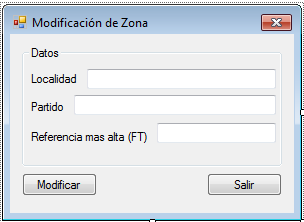 Modificación de Zona
Datos
Localidad
Partido
Referencia mas alta (FT)
Modificar
Salir